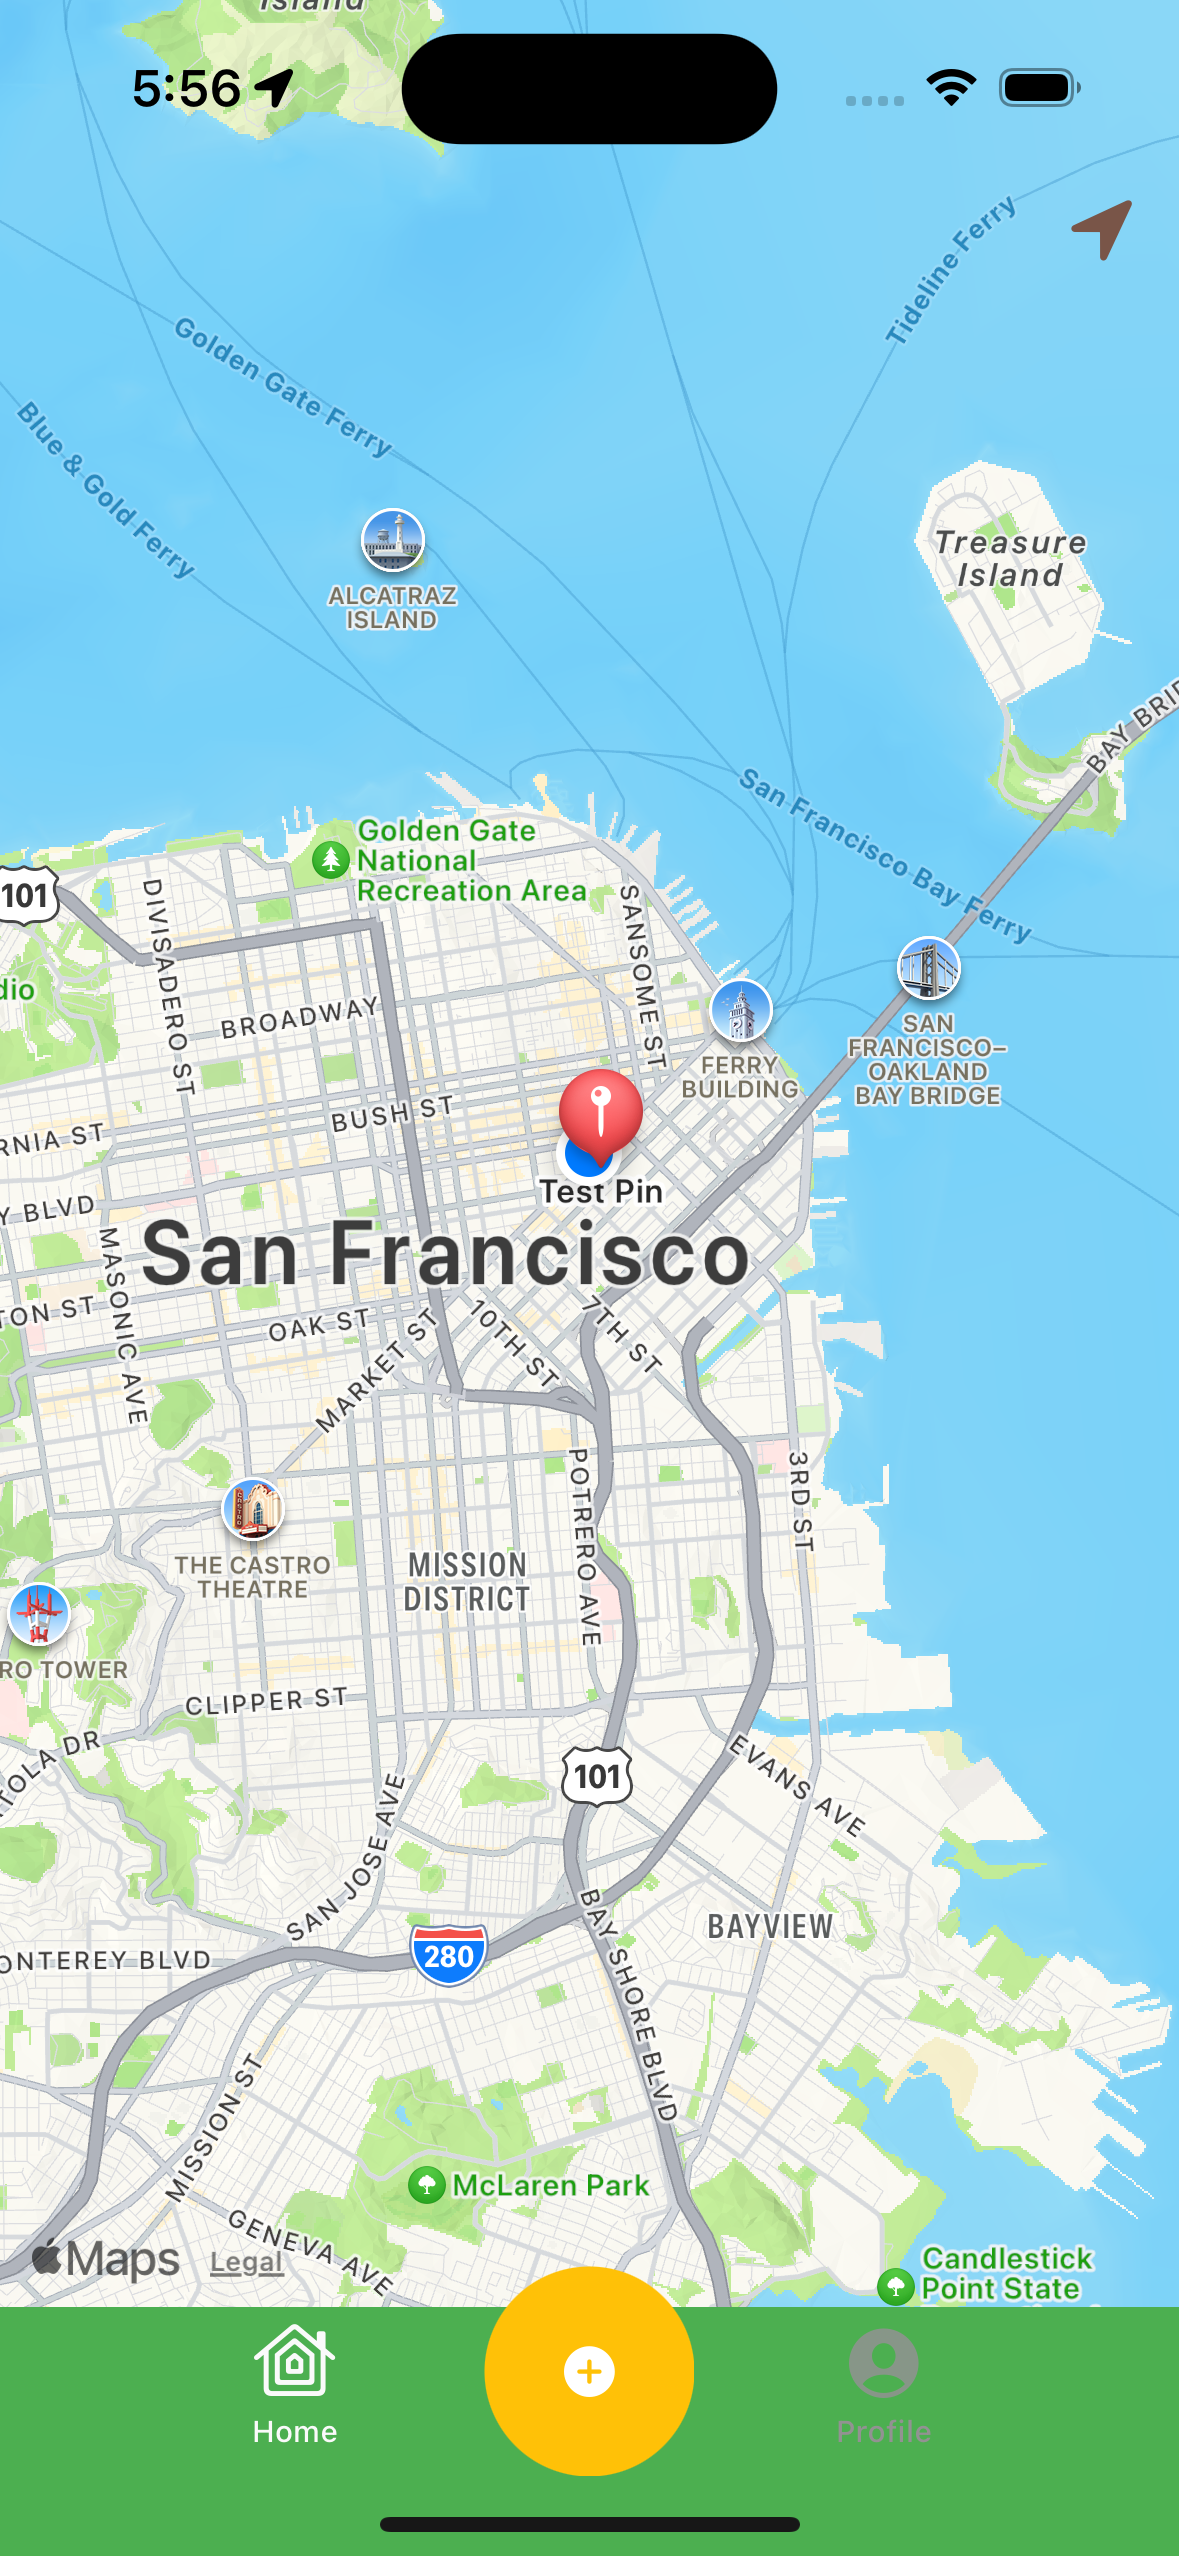 Island
5:56
Tideline Ferry
Golden Gate Ferry
Blue & Gold Ferry
ALCATRAZ
ISLAND
Treasure
Island
BAY BRID
San Francisco Bay Ferry
Golden Gate
National
Recreation Area
101
DIVISADERO ST
SANSOME ST
dio
BROADWAY
SAN
FRANCISCO–
OAKLAND
BAY BRIDGE
FERRY
BUILDING
BUSH ST
RNIA ST
Test Pin
Y BLVD
San Francisco
MASONIC AVE
TON ST
OAK ST
MARKET ST
10TH ST
7TH ST
POTRERO AVE
3RD ST
CASTRO
THE CASTRO
THEATRE
MISSION
DISTRICT
RO TOWER
CLIPPER ST
TOLA DR
101
EVANS AVE
SAN JOSE AVE
BAY SHORE BLVD
BAYVIEW
280
ONTEREY BLVD
MISSION ST
McLaren Park
GENEVA AVE
Maps
Legal
Candlestick
Point State
Home
Profile